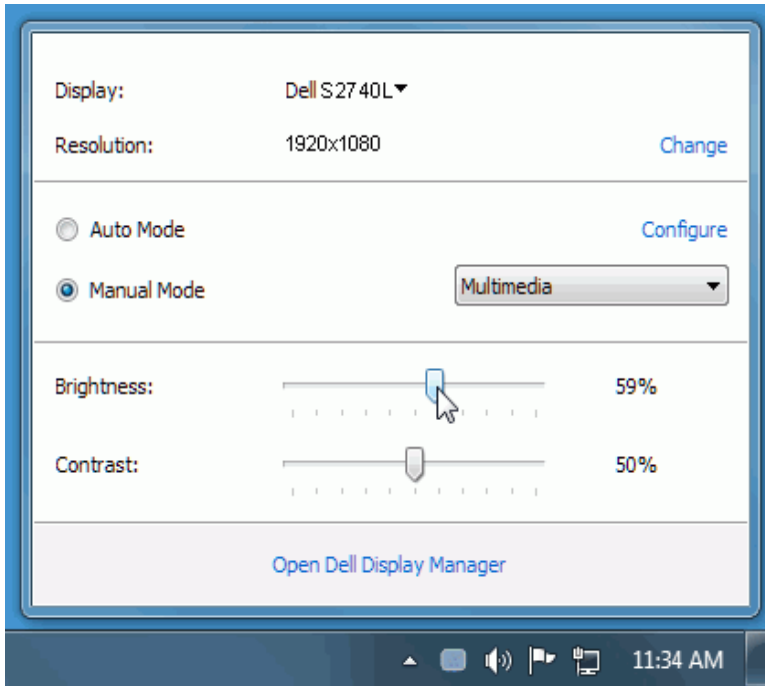 Display: Dell S2740L
Resolution: 1920x1080 Change
Auto Mode Configure
Manual Mode Multimedia
Brightness: 59%
Contrast: 50%
Open Dell Display Manager
11:34 AM